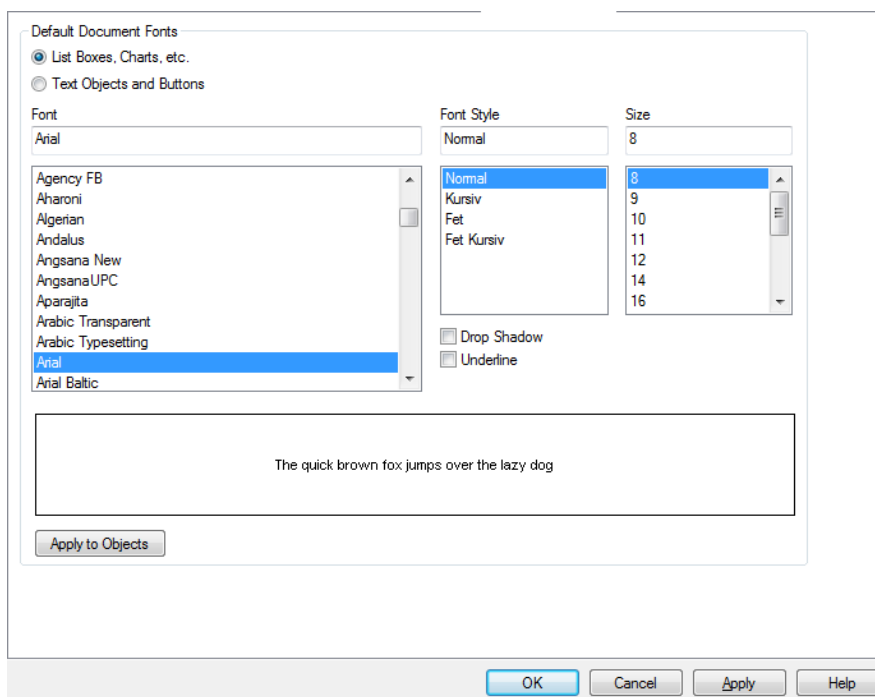 Default Document Fonts
List Boxes, Charts, etc.
Text Objects and Buttons
Font Font Style Size
Arial Normal 8
Agency FB Normal 8
Aharoni Kursiv 9
Algerian Fet 10
Andalus Fet Kursiv 11
Angsana New 12
AngsanaUPC 14
Aparajita 16
Arabic Transparent
Arabic Typesetting
Arial
Arial Baltic
Drop Shadow
Underline
The quick brown fox jumps over the lazy dog
Apply to Objects
OK Cancel Apply Help